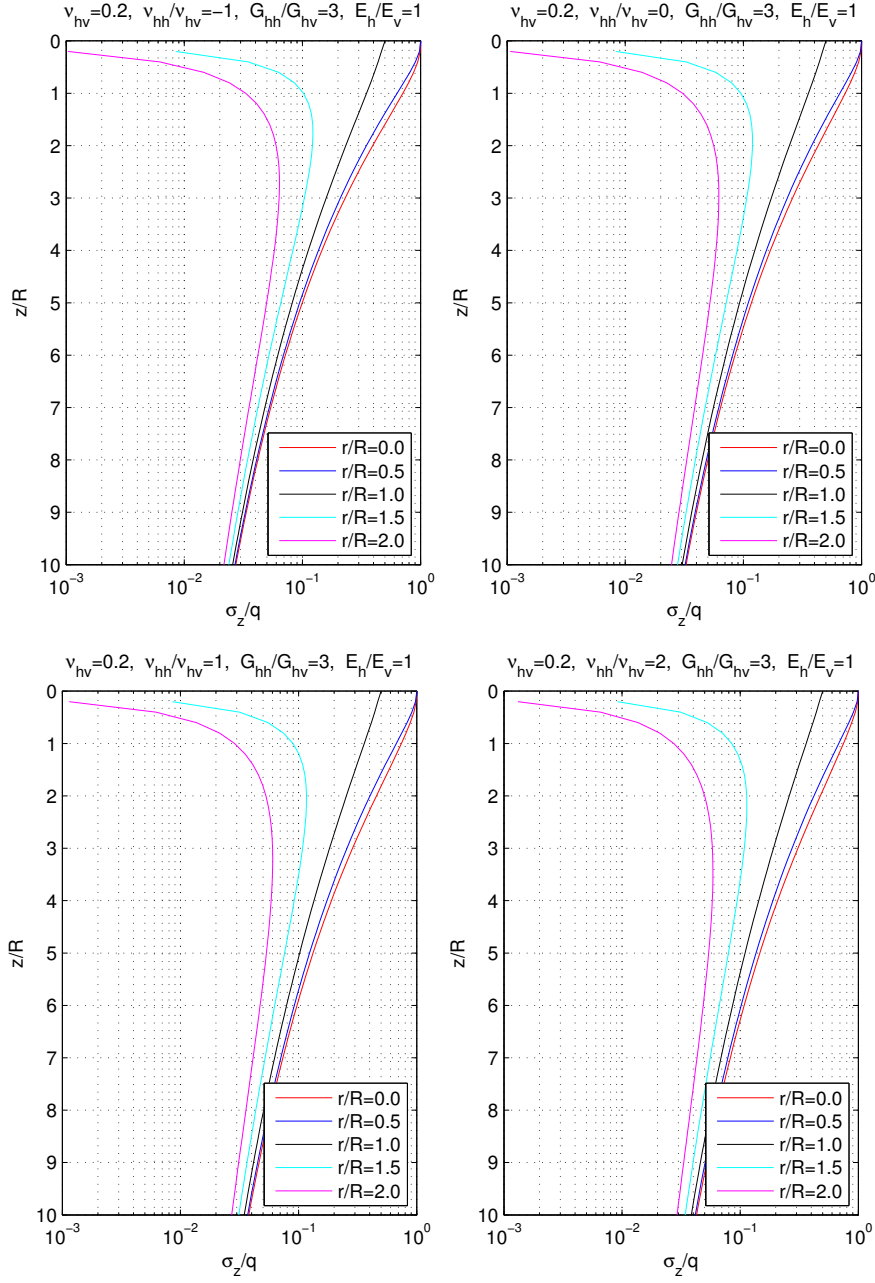 ν_hv=0.2, ν_hh/ν_hv=−1, G_hh/G_hv=3, E_h/E_v=1
0
1
2
3
4
5
6
7
8
9
10
z/R
r/R=0.0
r/R=0.5
r/R=1.0
r/R=1.5
r/R=2.0
10⁻³ 10⁻² 10⁻¹ 10⁰
σ_z/q
ν_hv=0.2, ν_hh/ν_hv=0, G_hh/G_hv=3, E_h/E_v=1
0
1
2
3
4
5
6
7
8
9
10
z/R
r/R=0.0
r/R=0.5
r/R=1.0
r/R=1.5
r/R=2.0
10⁻³ 10⁻² 10⁻¹ 10⁰
σ_z/q
ν_hv=0.2, ν_hh/ν_hv=1, G_hh/G_hv=3, E_h/E_v=1
0
1
2
3
4
5
6
7
8
9
10
z/R
r/R=0.0
r/R=0.5
r/R=1.0
r/R=1.5
r/R=2.0
10⁻³ 10⁻² 10⁻¹ 10⁰
σ_z/q
ν_hv=0.2, ν_hh/ν_hv=2, G_hh/G_hv=3, E_h/E_v=1
0
1
2
3
4
5
6
7
8
9
10
z/R
r/R=0.0
r/R=0.5
r/R=1.0
r/R=1.5
r/R=2.0
10⁻³ 10⁻² 10⁻¹ 10⁰
σ_z/q